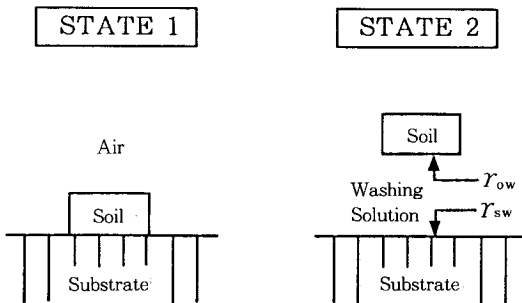 STATE 1
Air
Soil
Substrate
STATE 2
Soil
γow
Washing
Solution
γsw
Substrate